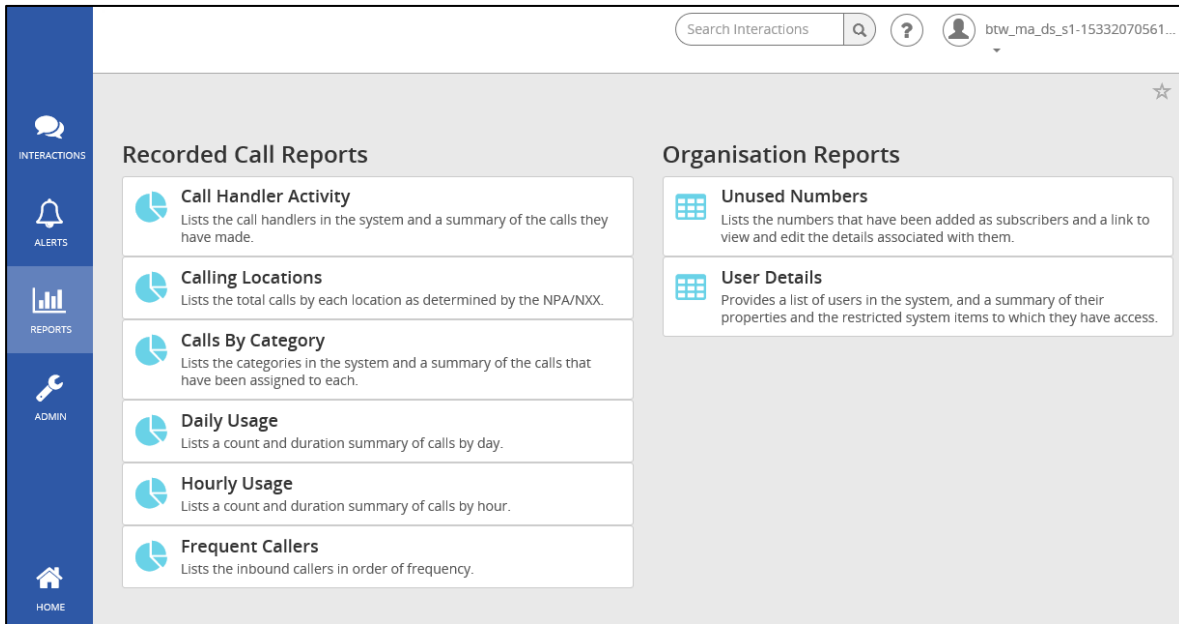 Search Interactions
?
btw_ma_ds_s1-15332070561...
INTERACTIONS
ALERTS
REPORTS
ADMIN
HOME
Recorded Call Reports
Call Handler Activity
Lists the call handlers in the system and a summary of the calls they
have made.
Calling Locations
Lists the total calls by each location as determined by the NPA/NXX.
Calls By Category
Lists the categories in the system and a summary of the calls that
have been assigned to each.
Daily Usage
Lists a count and duration summary of calls by day.
Hourly Usage
Lists a count and duration summary of calls by hour.
Frequent Callers
Lists the inbound callers in order of frequency.
Organisation Reports
Unused Numbers
Lists the numbers that have been added as subscribers and a link to
view and edit the details associated with them.
User Details
Provides a list of users in the system, and a summary of their
properties and the restricted system items to which they have access.